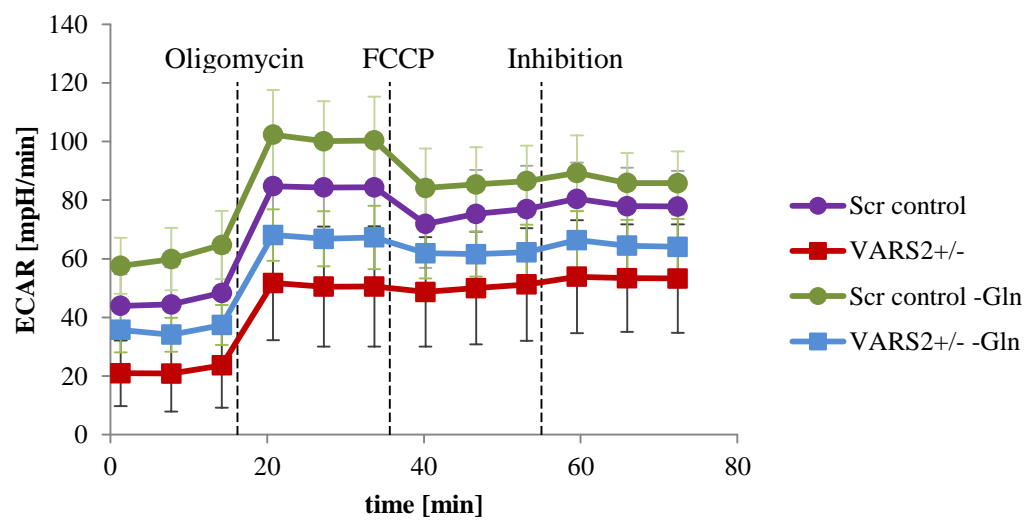 140
120
100
80
60
40
20
0
ECAR [mpH/min]
Oligomycin FCCP Inhibition
0 20 40 60 80
time [min]
Scr control
VARS2+/-
Scr control -Gln
VARS2+/- -Gln